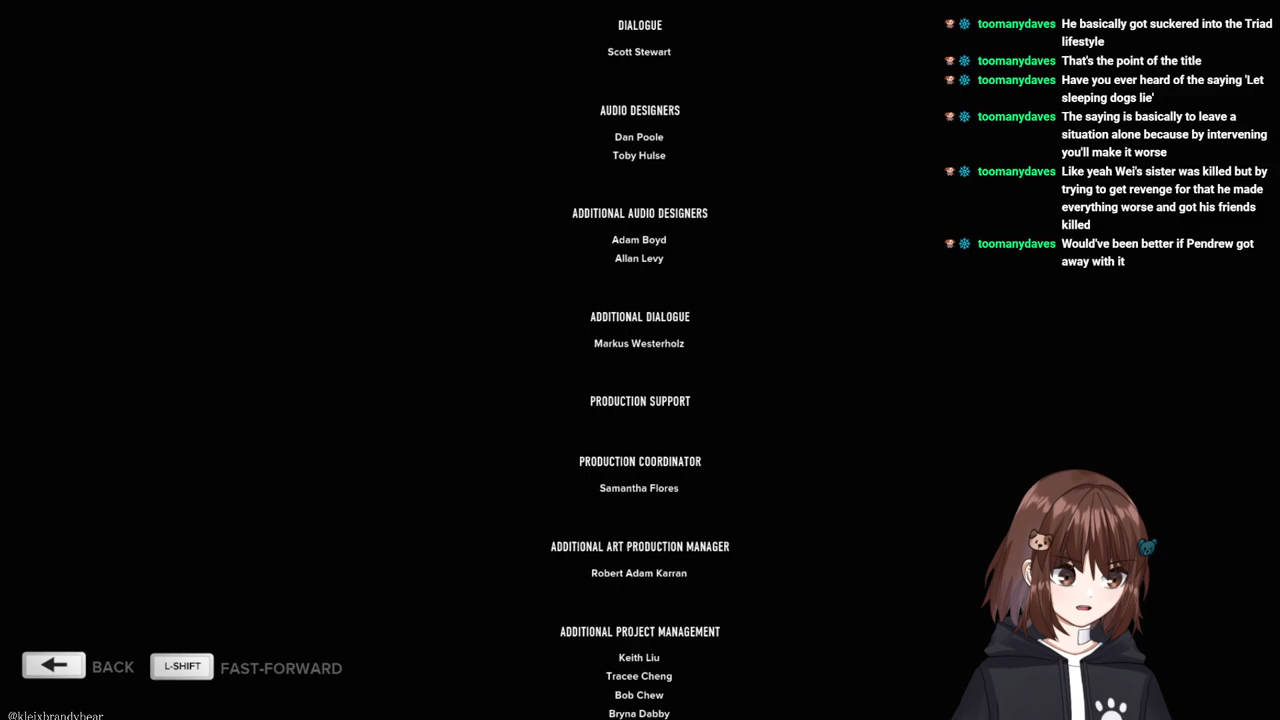 DIALOGUE
Scott Stewart
AUDIO DESIGNERS
Dan Poole
Toby Hulse
ADDITIONAL AUDIO DESIGNERS
Adam Boyd
Allan Levy
ADDITIONAL DIALOGUE
Markus Westerholz
PRODUCTION SUPPORT
PRODUCTION COORDINATOR
Samantha Flores
ADDITIONAL ART PRODUCTION MANAGER
Robert Adam Karran
ADDITIONAL PROJECT MANAGEMENT
Keith Liu
Tracee Cheng
Bob Chew
Bryna Dabby
toomanydaves He basically got suckered into the Triad
lifestyle
toomanydaves That's the point of the title
toomanydaves Have you ever heard of the saying 'Let
sleeping dogs lie'
toomanydaves The saying is basically to leave a
situation alone because by intervening
you'll make it worse
toomanydaves Like yeah Wei's sister was killed but by
trying to get revenge for that he made
everything worse and got his friends
killed
toomanydaves Would've been better if Pendrew got
away with it
BACK L-SHIFT FAST-FORWARD
@kleixbrandybear